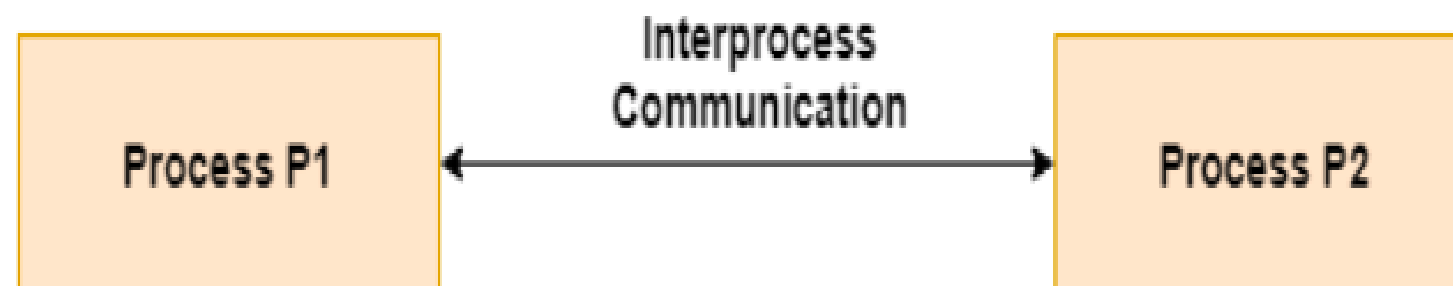 Interprocess
Communication
Process P1
Process P2